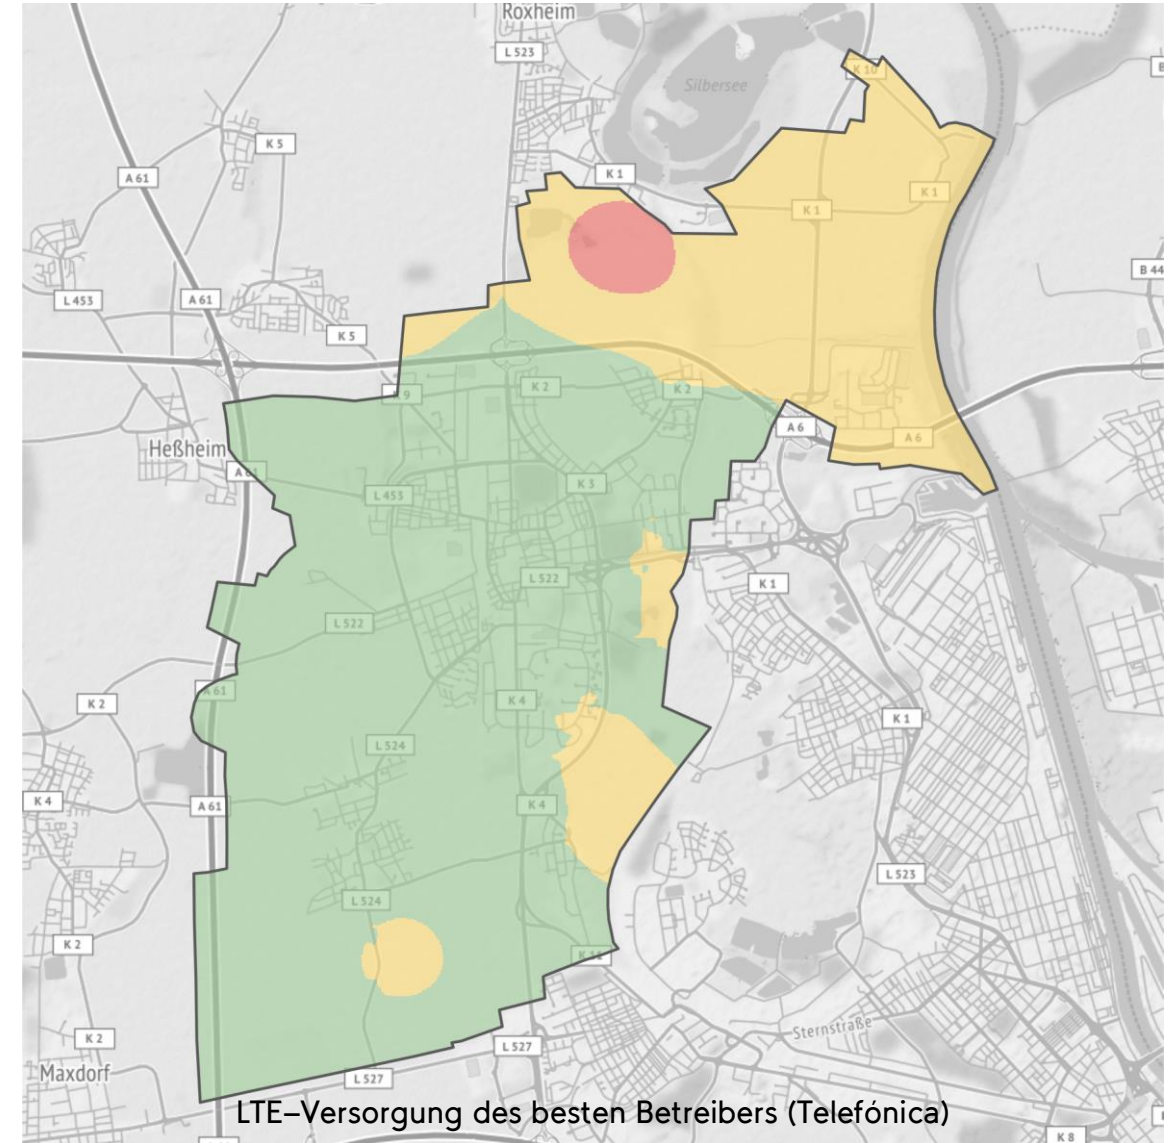 Roxheim
L 523
K 10
B
Silbersee
K 5
A 61
K 1
K 1
K 1
B 44
L 453
A 61
K 5
K 2
K 2
K 9
A 6
A 6
Heßheim
A 61
K 3
L 453
L 522
K 1
L 522
A 61
K 2
K 4
K 1
L 524
K 4
A 61
K 4
L 523
L 524
K 2
K 11
Sternstraße
K 2
L 527
Maxdorf
L 527
LTE–Versorgung des besten Betreibers (Telefónica)
K 8